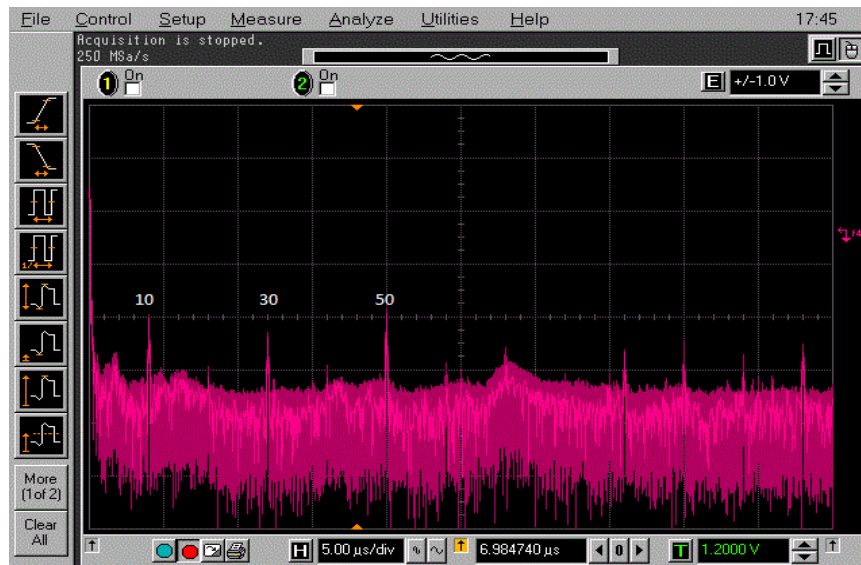 File Control Setup Measure Analyze Utilities Help 17:45
Acquisition is stopped.
250 MSa/s
1 On 2 On E +/-1.0 V
f4
10 30 50
1/
More
(1of 2)
Clear
All
H 5.00 µs/div T 6.984740 µs 0 T 1.2000 V T